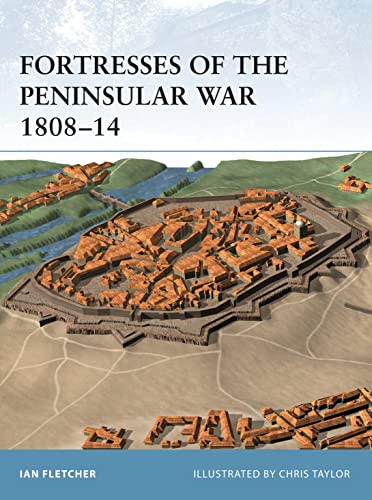 FORTRESSES OF THE
PENINSULAR WAR
1808–14
IAN FLETCHER
ILLUSTRATED BY CHRIS TAYLOR